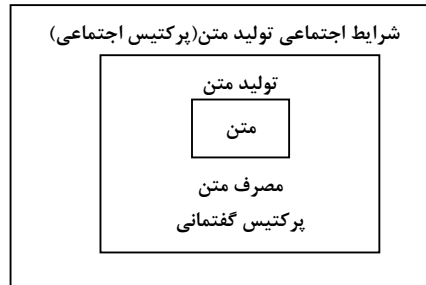 شرایط اجتماعی تولید متن(پرکتیس اجتماعی)
تولید متن
متن
مصرف متن
پرکتیس گفتمانی